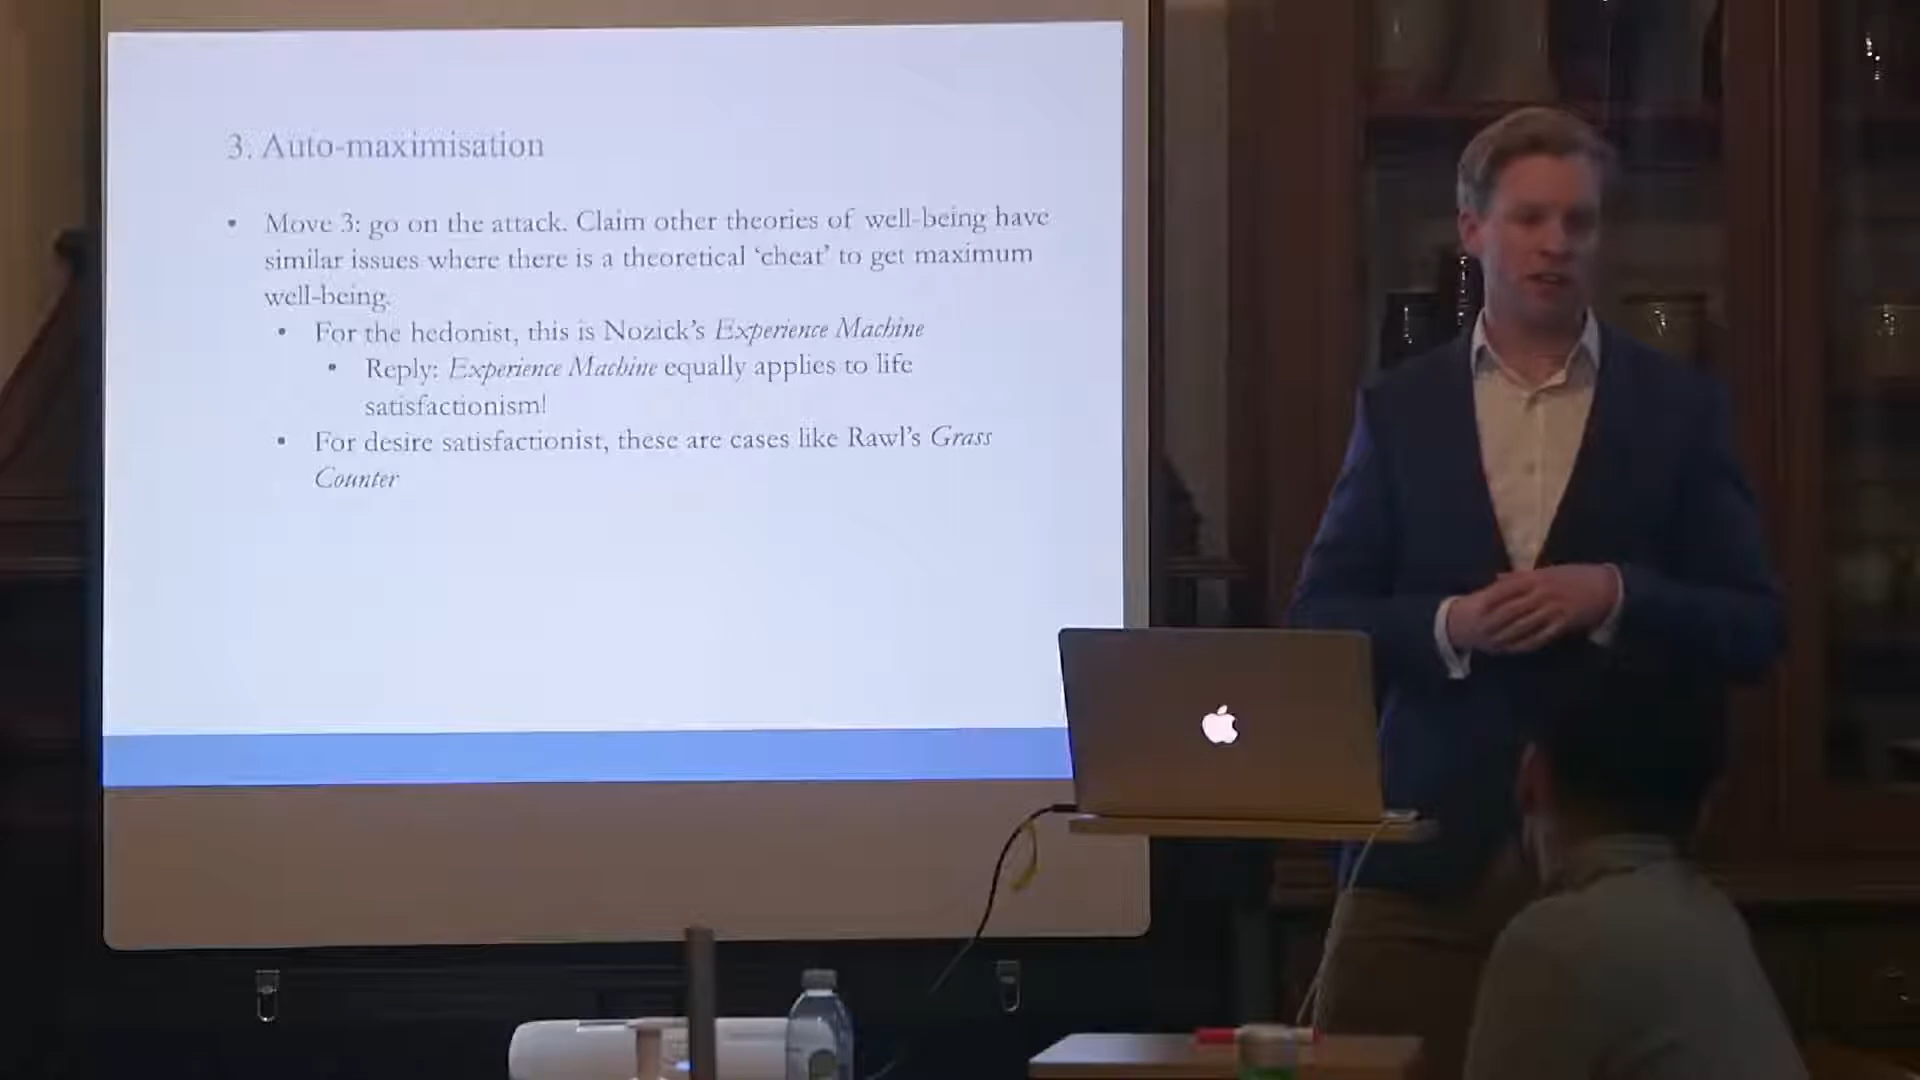 3. Auto-maximisation
• Move 3: go on the attack. Claim other theories of well-being have
similar issues where there is a theoretical ‘cheat’ to get maximum
well-being.
• For the hedonist, this is Nozick’s Experience Machine
• Reply: Experience Machine equally applies to life
satisfactionism!
• For desire satisfactionist, these are cases like Rawl’s Grass
Counter